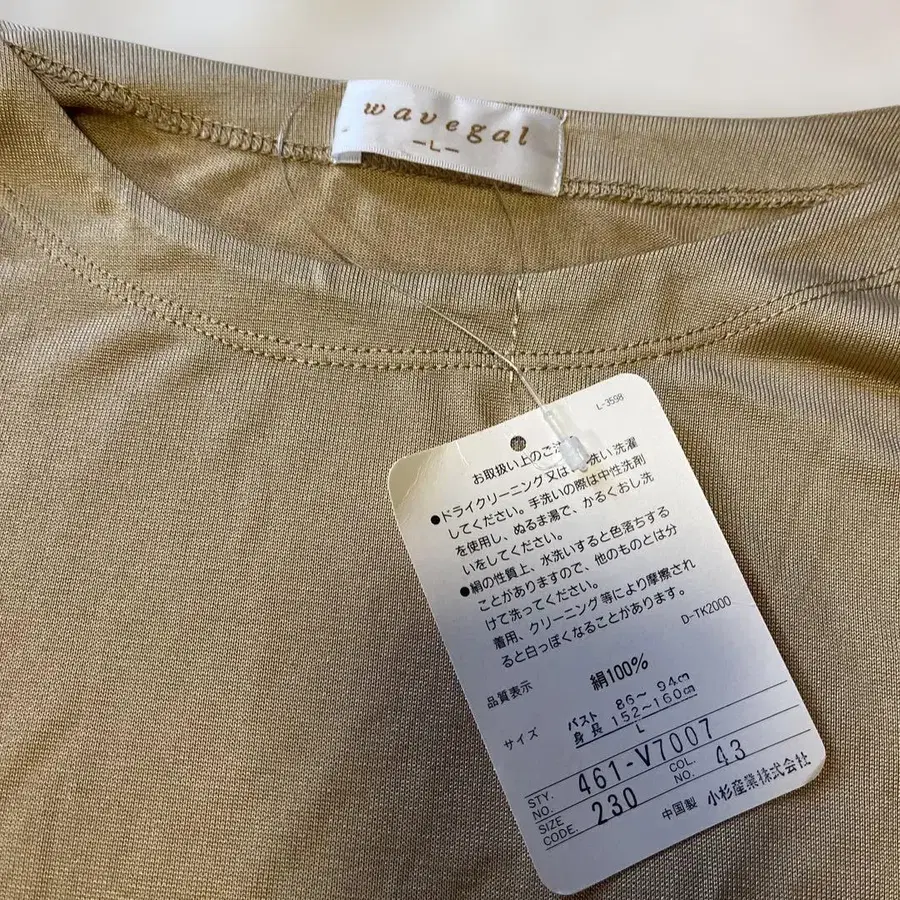 wavegal
-L-
L-3598
お取扱い上のご注
●ドライクリーニング又は 洗い洗濯
してください。手洗いの際は中性洗剤
を使用し、ぬるま湯で、かるくおし洗
いをしてください。
●絹の性質上、水洗いすると色落ちする
ことがありますので、他のものとは分
けて洗ってください。
着用、クリーニング等により摩擦され
ると白っぽくなることがあります。
D-TK2000
品質表示 絹100%
サイズ バスト 86～94cm
身長 152～160cm
L
STY. NO. 461-V7007
SIZE CODE. 230 COL. NO. 43
中国製 小杉産業株式会社